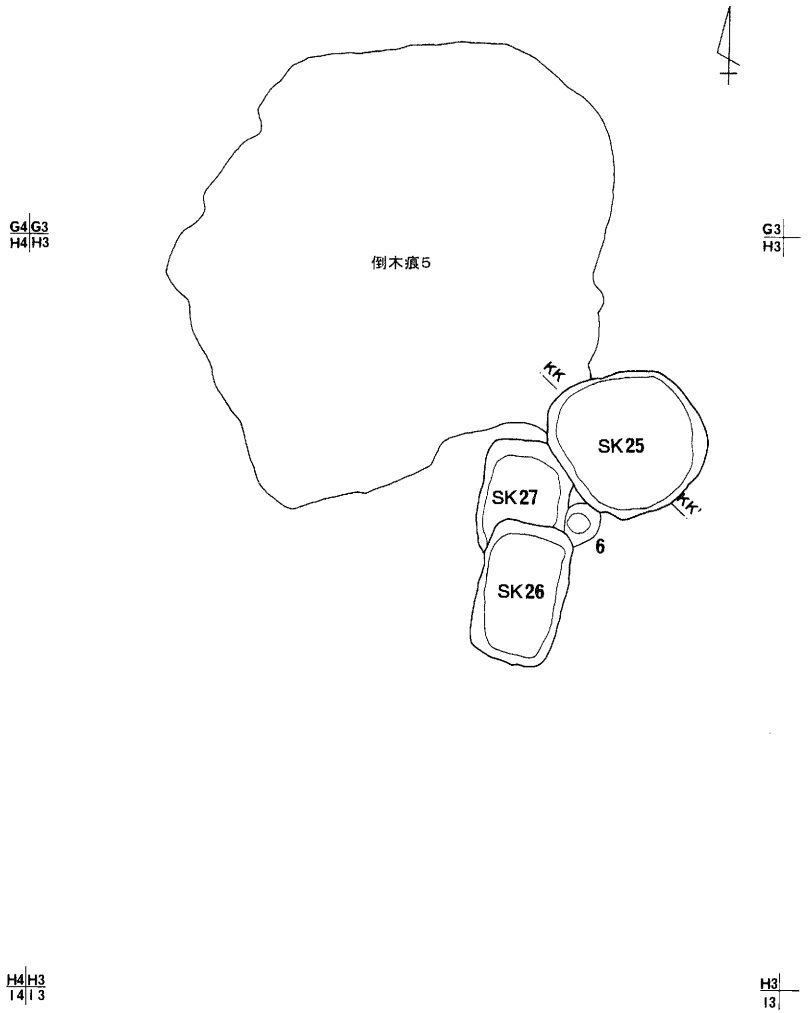 G4 G3
H4 H3
G3
H3
倒木痕5
KK
SK25
KK'
SK27
6
SK26
H4 H3
I4 I3
H3
I3